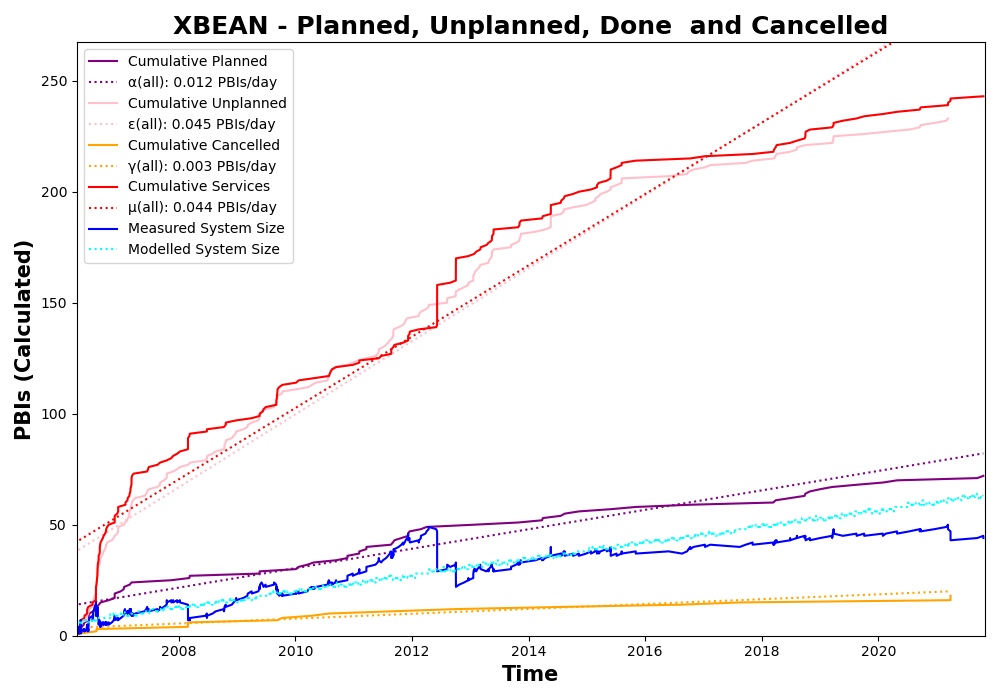 XBEAN - Planned, Unplanned, Done  and Cancelled
Cumulative Planned
α(all): 0.012 PBIs/day
Cumulative Unplanned
ε(all): 0.045 PBIs/day
Cumulative Cancelled
γ(all): 0.003 PBIs/day
Cumulative Services
μ(all): 0.044 PBIs/day
Measured System Size
Modelled System Size
PBIs (Calculated)
250
200
150
100
50
0
2008 2010 2012 2014 2016 2018 2020
Time